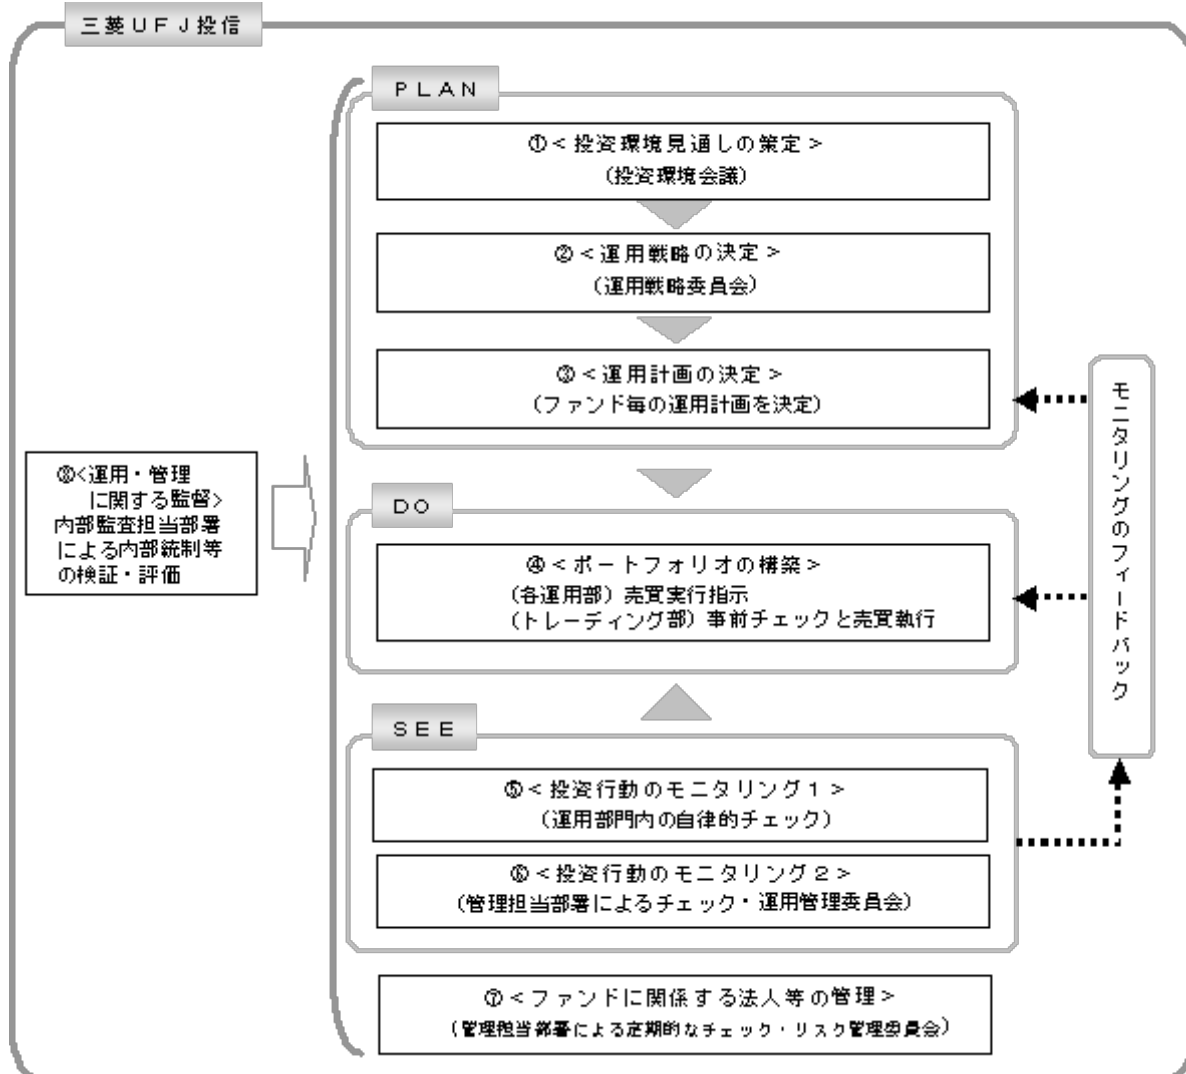 三菱ＵＦＪ投信
ＰＬＡＮ
①＜投資環境見通しの策定＞
（投資環境会議）
②＜運用戦略の決定＞
（運用戦略委員会）
③＜運用計画の決定＞
（ファンド毎の運用計画を決定）
⑧＜運用・管理
に関する監督＞
内部監査担当部署
による内部統制等
の検証・評価
ＤＯ
④＜ポートフォリオの構築＞
（各運用部）売買実行指示
（トレーディング部）事前チェックと売買執行
ＳＥＥ
⑤＜投資行動のモニタリング１＞
（運用部門内の自律的チェック）
⑥＜投資行動のモニタリング２＞
（管理担当部署によるチェック・運用管理委員会）
⑦＜ファンドに関係する法人等の管理＞
（管理担当部署による定期的なチェック・リスク管理委員会）
モニタリングのフィードバック